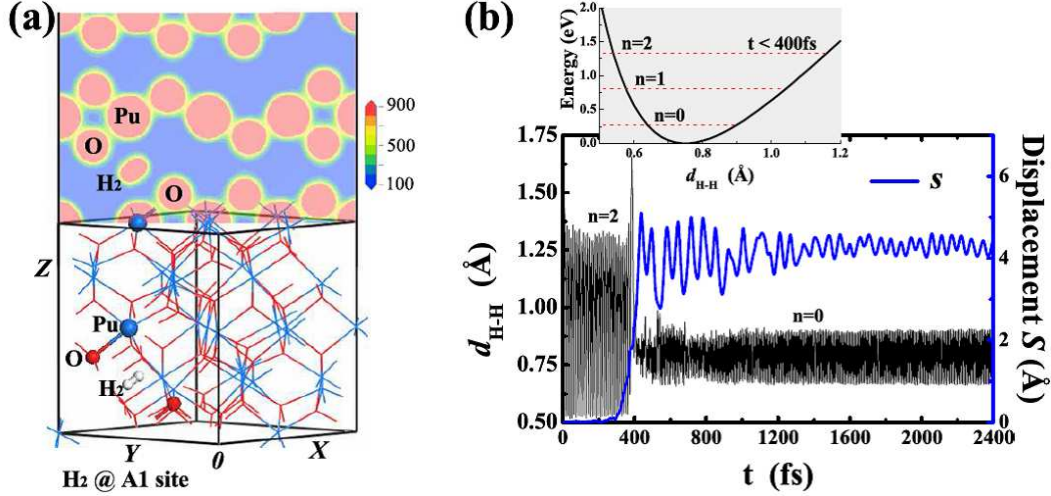 (a)
Pu
O
H2
O
900
500
100
Z
Pu
O
H2
Y
0
X
H2 @ A1 site
(b)
Energy (eV)
2.0
1.5
1.0
0.5
0.0
n=2
t < 400fs
n=1
n=0
0.6 0.8 1.0 1.2
d H-H (Å)
d H-H (Å)
1.75
1.50
1.25
1.00
0.75
0.50
n=2
S
n=0
6
4
2
0
Displacement S (Å)
0 400 800 1200 1600 2000 2400
t (fs)